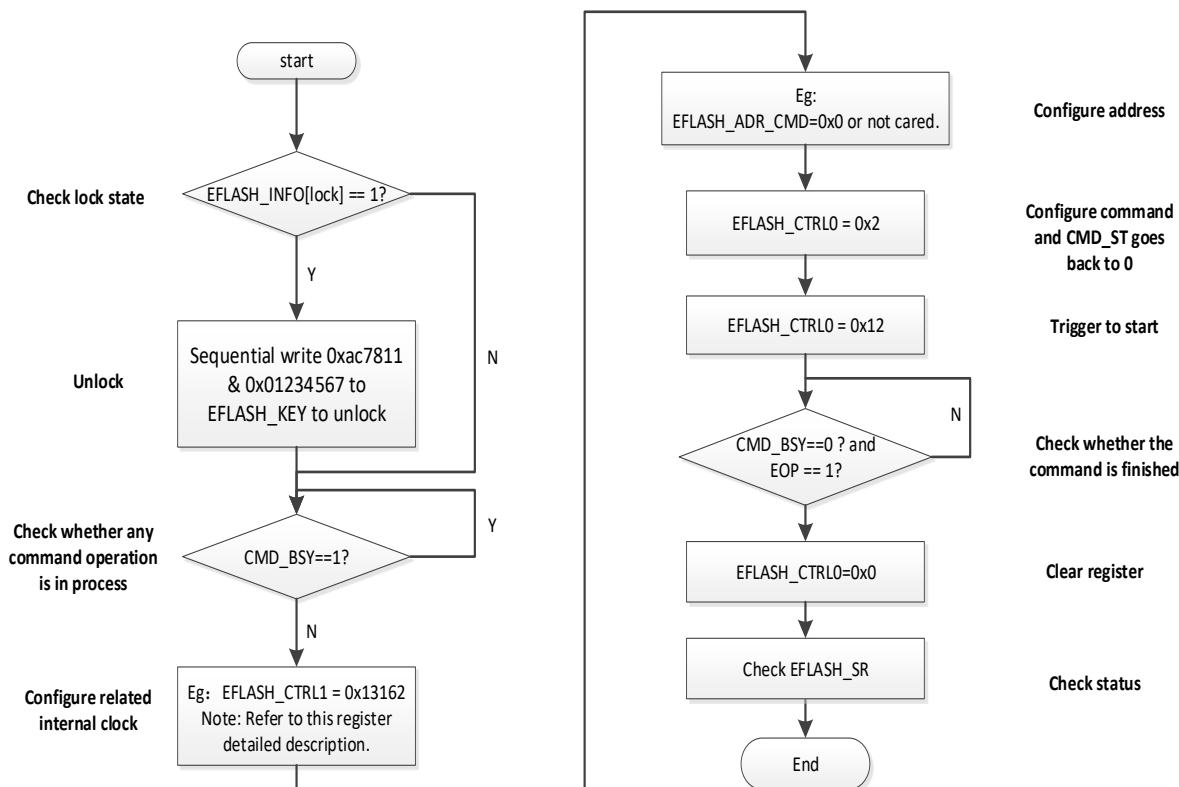 start
Check lock state
EFLASH_INFO[lock] == 1?
Y
N
Unlock
Sequential write 0xac7811
& 0x01234567 to
EFLASH_KEY to unlock
Check whether any
command operation
is in process
CMD_BSY==1?
Y
N
Configure related
internal clock
Eg: EFLASH_CTRL1 = 0x13162
Note: Refer to this register
detailed description.
Eg:
EFLASH_ADR_CMD=0x0 or not cared.
Configure address
EFLASH_CTRL0 = 0x2
Configure command
and CMD_ST goes
back to 0
EFLASH_CTRL0 = 0x12
Trigger to start
N
CMD_BSY==0 ? and
EOP == 1?
Check whether the
command is finished
EFLASH_CTRL0=0x0
Clear register
Check EFLASH_SR
Check status
End